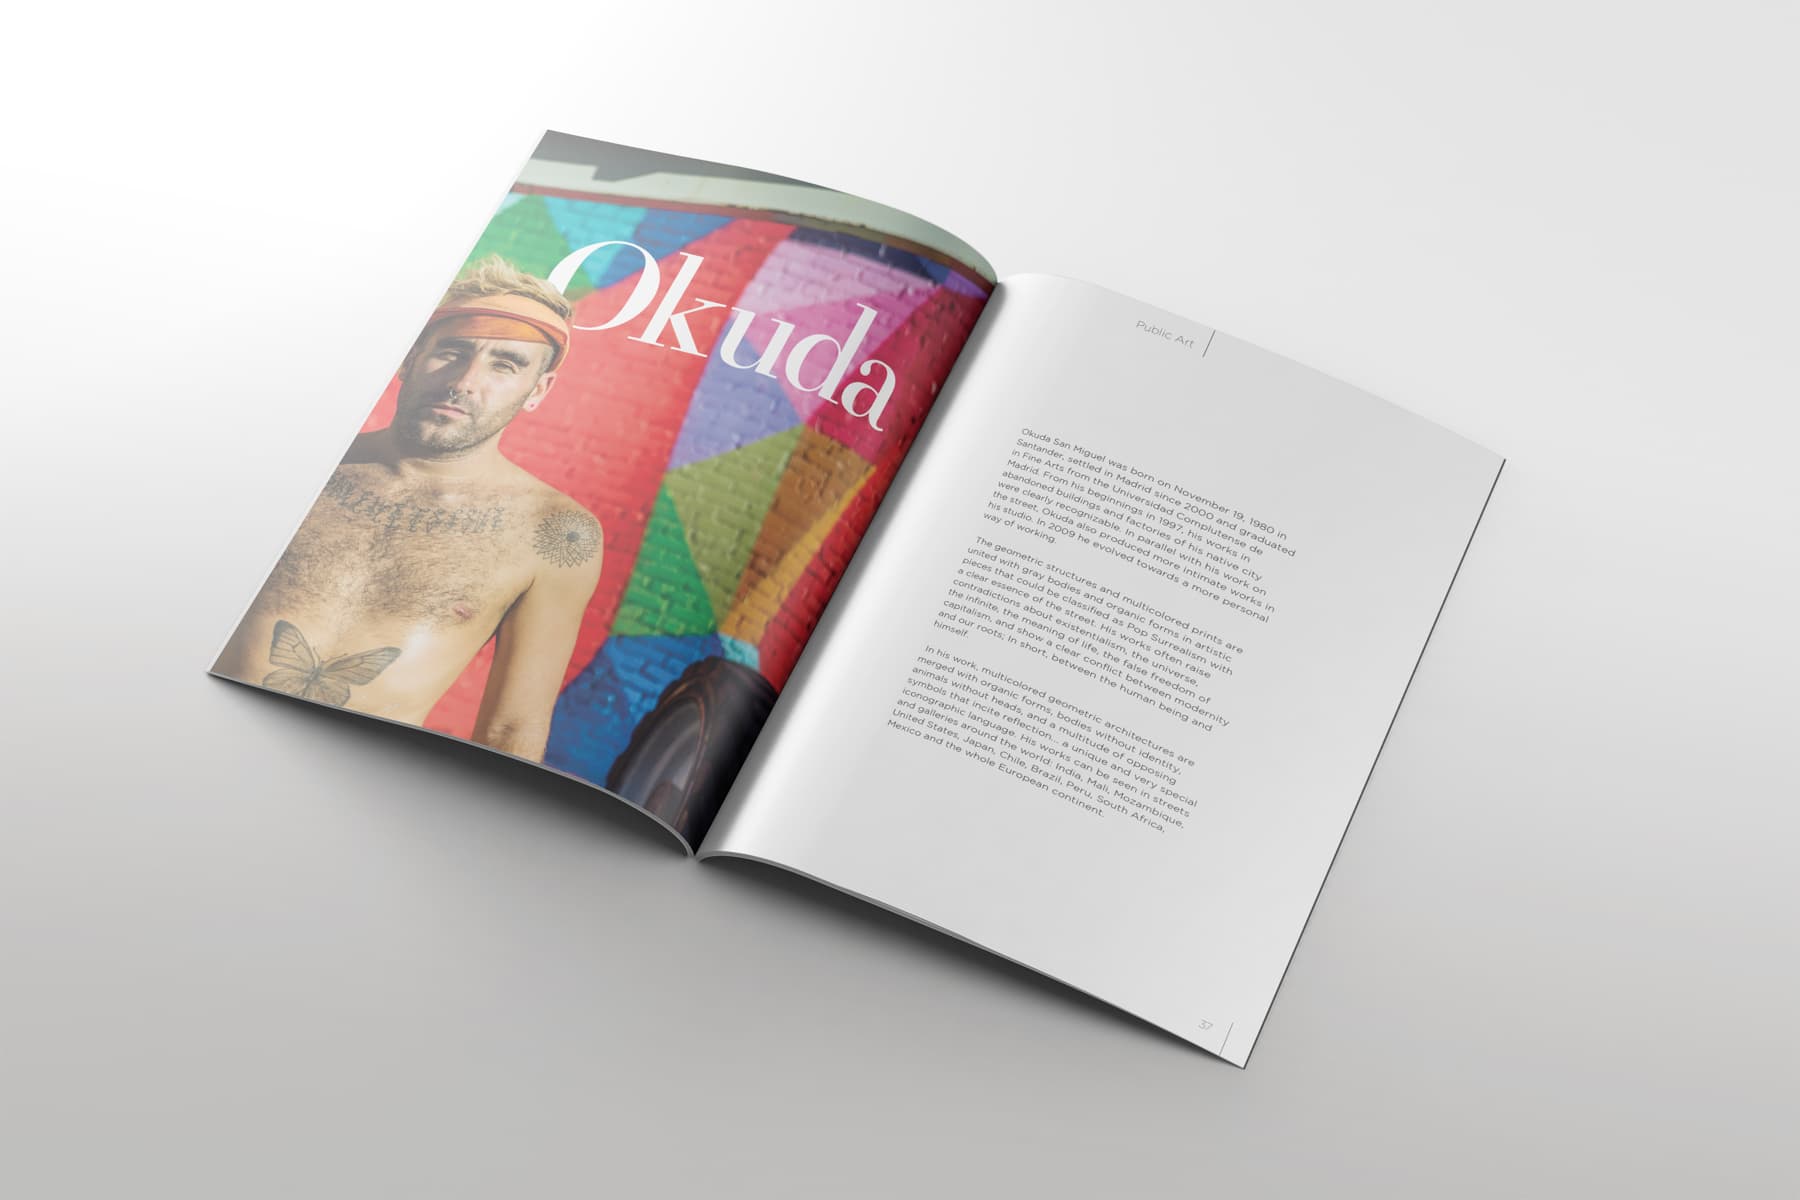 Okuda
Public Art
Okuda San Miguel was born on November 19, 1980 in
Santander, settled in Madrid since 2000 and graduated
in Fine Arts from the Universidad Complutense de
Madrid. From his beginnings in 1997, his works in
abandoned buildings and factories of his native city
were clearly recognizable. In parallel with his work on
the street, Okuda also produced more intimate works in
his studio. In 2009 he evolved towards a more personal
way of working.
The geometric structures and multicolored prints are
united with gray bodies and organic forms in artistic
pieces that could be classified as Pop Surrealism with
a clear essence of the street. His works often raise
contradictions about existentialism, the universe,
the infinite, the meaning of life, the false freedom of
capitalism, and show a clear conflict between modernity
and our roots; In short, between the human being and
himself.
In his work, multicolored geometric architectures are
merged with organic forms, bodies without identity,
animals without heads, and a multitude of opposing
symbols that incite reflection... a unique and very special
iconographic language. His works can be seen in streets
and galleries around the world: India, Mali, Mozambique,
United States, Japan, Chile, Brazil, Peru, South Africa,
Mexico and the whole European continent.
37